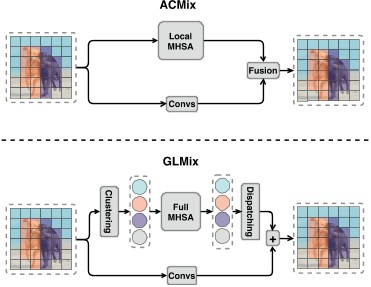 ACMix
Local
MHSA
Fusion
Convs
GLMix
Clustering
Full
MHSA
Dispatching
+
Convs